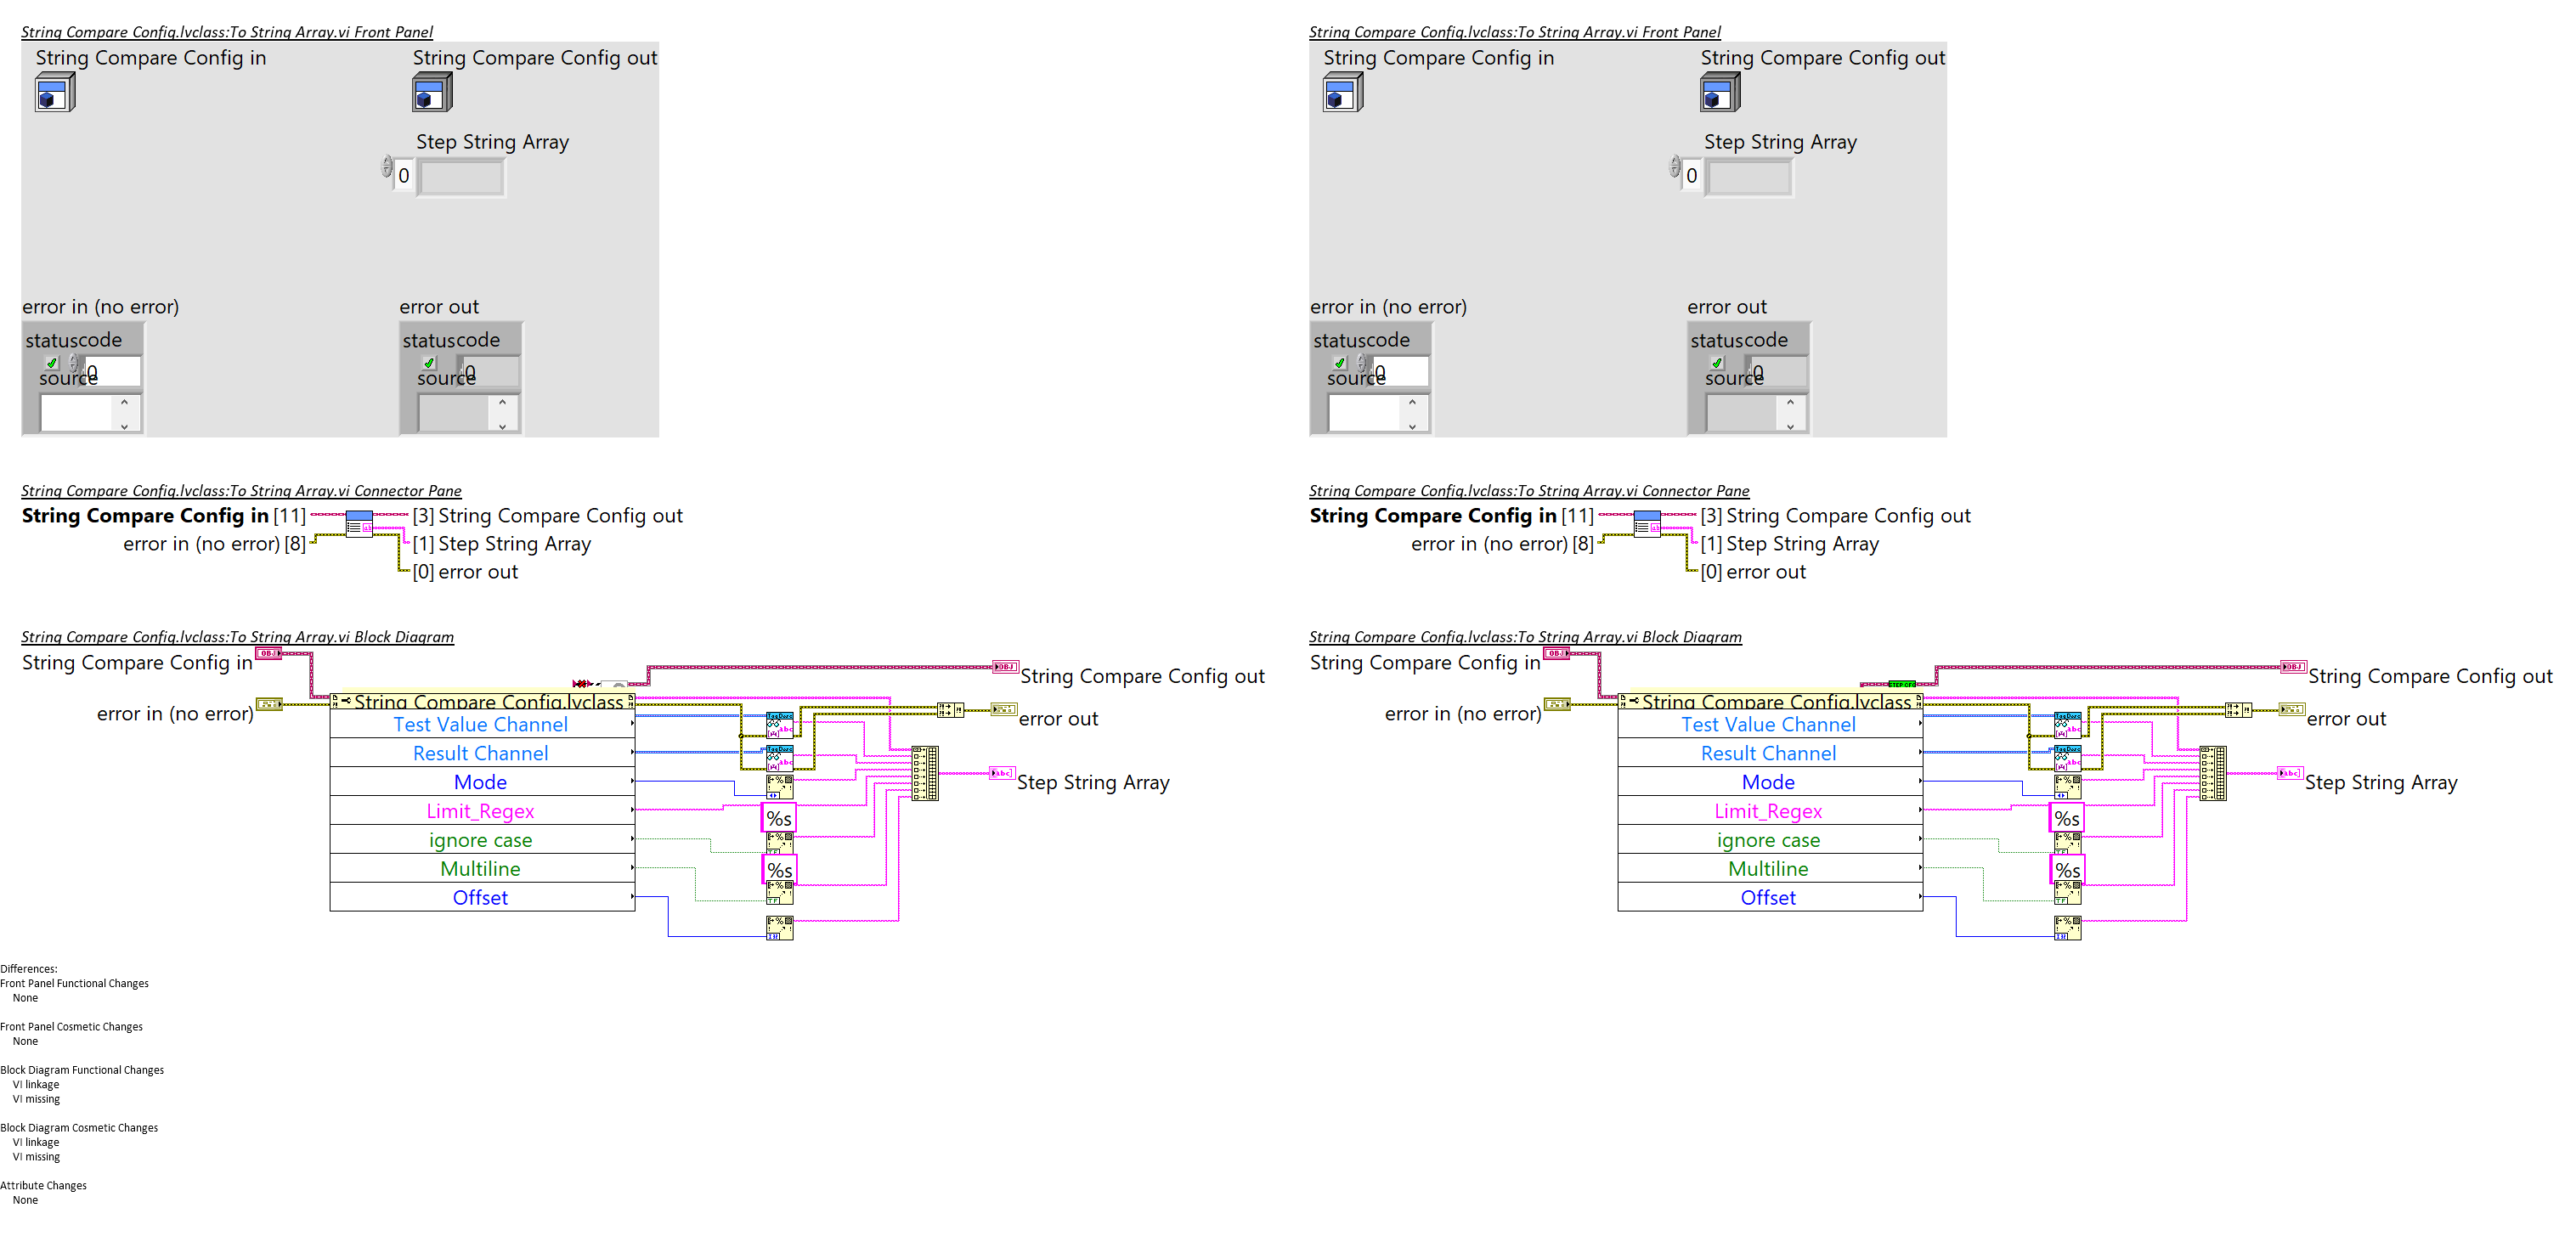 String Compare Config.lvclass:To String Array.vi Front Panel
String Compare Config in
String Compare Config out
Step String Array
0
error in (no error)
error out
status code
0
source
status code
0
source
String Compare Config.lvclass:To String Array.vi Connector Pane
String Compare Config in [11]
[3] String Compare Config out
error in (no error) [8]
[1] Step String Array
[0] error out
String Compare Config.lvclass:To String Array.vi Block Diagram
String Compare Config in
OBJ
OBJ
String Compare Config out
error in (no error)
String Compare Config.lvclass
error out
Test Value Channel
Result Channel
Mode
Limit_Regex
ignore case
Multiline
Offset
%s
%s
abc
Step String Array
String Compare Config.lvclass:To String Array.vi Front Panel
String Compare Config in
String Compare Config out
Step String Array
0
error in (no error)
error out
status code
0
source
status code
0
source
String Compare Config.lvclass:To String Array.vi Connector Pane
String Compare Config in [11]
[3] String Compare Config out
error in (no error) [8]
[1] Step String Array
[0] error out
String Compare Config.lvclass:To String Array.vi Block Diagram
String Compare Config in
OBJ
OBJ
String Compare Config out
error in (no error)
String Compare Config.lvclass
error out
Test Value Channel
Result Channel
Mode
Limit_Regex
ignore case
Multiline
Offset
%s
%s
abc
Step String Array
Differences:
Front Panel Functional Changes
None
Front Panel Cosmetic Changes
None
Block Diagram Functional Changes
VI linkage
VI missing
Block Diagram Cosmetic Changes
VI linkage
VI missing
Attribute Changes
None